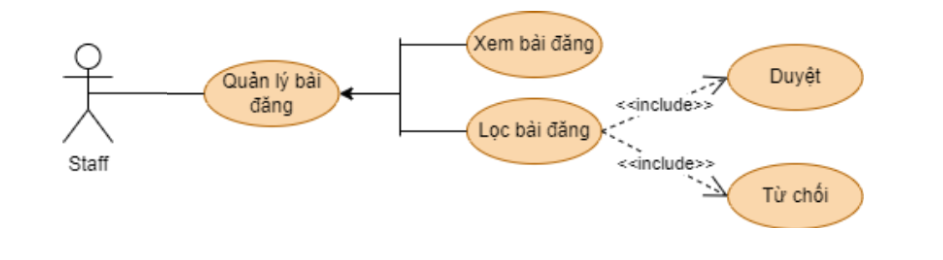 Xem bài đăng
Quản lý bài
đăng
Duyệt
<<include>>
Lọc bài đăng
Staff
<<include>>
Từ chối